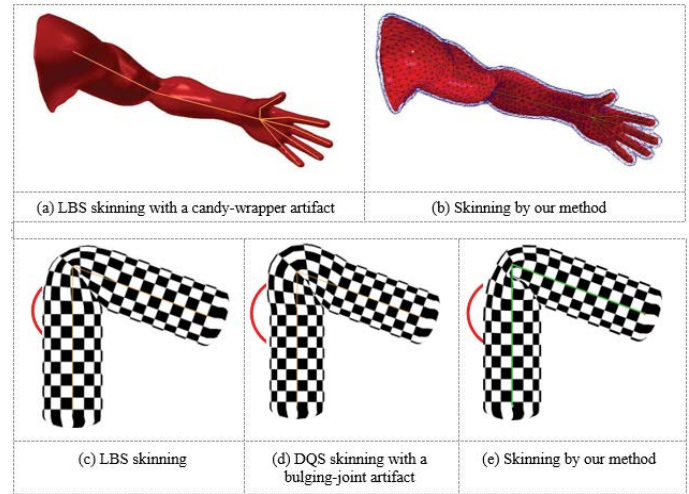 (a) LBS skinning with a candy-wrapper artifact
(b) Skinning by our method
(c) LBS skinning
(d) DQS skinning with a
bulging-joint artifact
(e) Skinning by our method